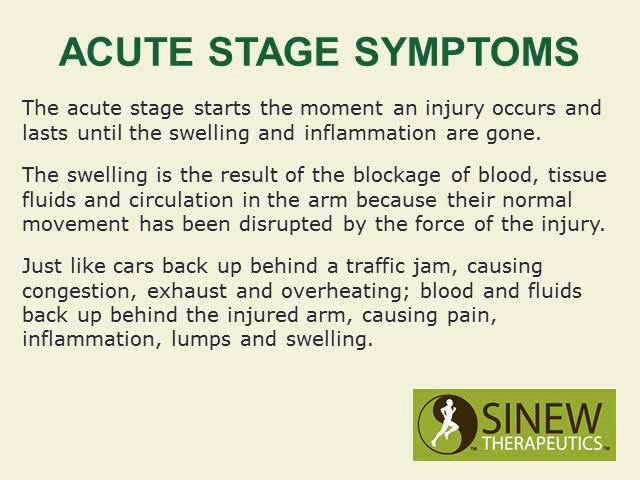 ACUTE STAGE SYMPTOMS
The acute stage starts the moment an injury occurs and
lasts until the swelling and inflammation are gone.
The swelling is the result of the blockage of blood, tissue
fluids and circulation in the arm because their normal
movement has been disrupted by the force of the injury.
Just like cars back up behind a traffic jam, causing
congestion, exhaust and overheating; blood and fluids
back up behind the injured arm, causing pain,
inflammation, lumps and swelling.
SINEW
THERAPEUTICS™
™